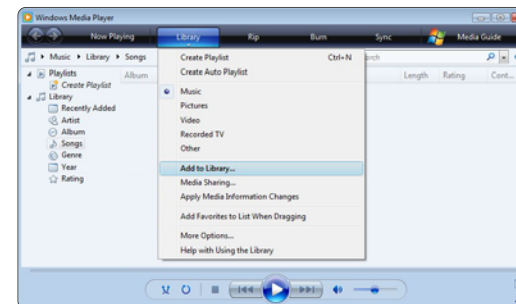 Windows Media Player
Now Playing Library Rip Burn Sync Media Guide
Music Library Songs
Playlists
Create Playlist
Library
Recently Added
Artist
Album
Songs
Genre
Year
Rating
Album
Create Playlist Ctrl+N
Create Auto Playlist
Music
Pictures
Video
Recorded TV
Other
Add to Library...
Media Sharing...
Apply Media Information Changes
Add Favorites to List When Dragging
More Options...
Help with Using the Library
Length Rating Cont...